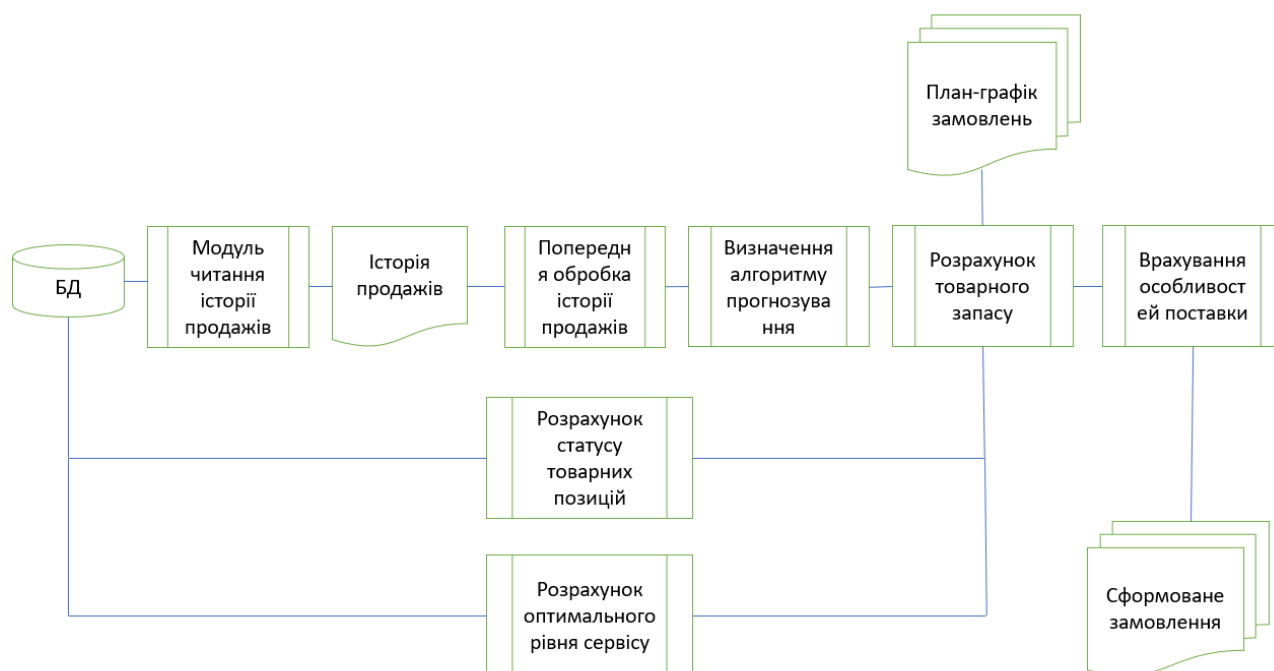 План-графік
замовлень
БД
Модуль
читання
історії
продажів
Історія
продажів
Попередн
я обробка
історії
продажів
Визначення
алгоритму
прогнозува
ння
Розрахунок
товарного
запасу
Врахування
особливост
ей поставки
Розрахунок
статусу
товарних
позицій
Розрахунок
оптимального
рівня сервісу
Сформоване
замовлення